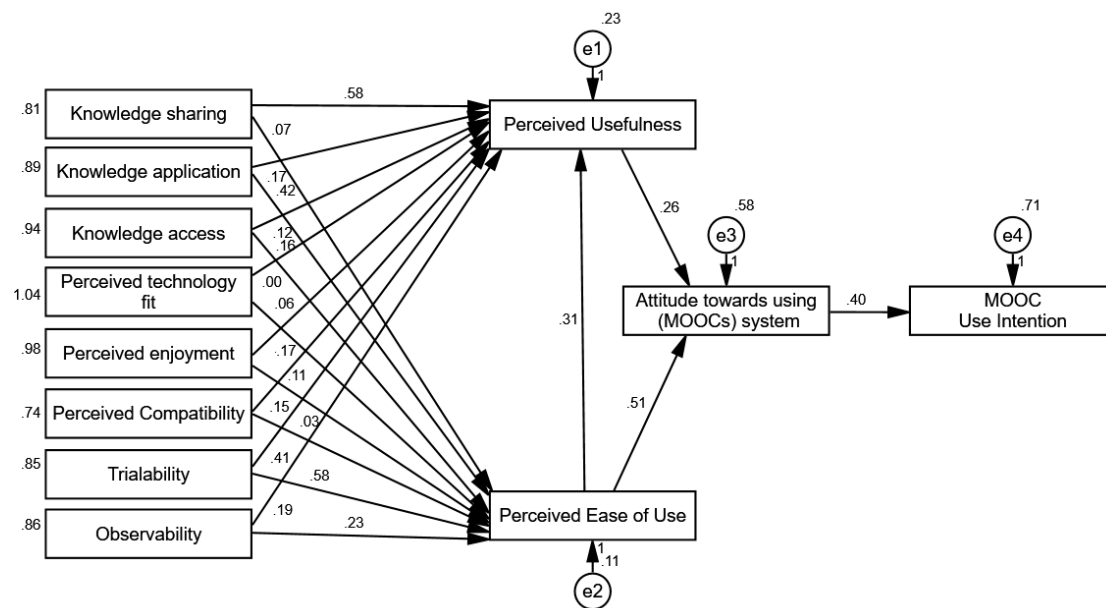 .23
e1
1
.81
Knowledge sharing
.58
Perceived Usefulness
.07
.89
Knowledge application
.17
.42
.26
.58
.71
.94
Knowledge access
.12
.16
e3
e4
1
1
1.04
Perceived technology
fit
.00
.06
.31
Attitude towards using
(MOOCs) system
.40
MOOC
Use Intention
.98
Perceived enjoyment
.17
.11
.74
Perceived Compatibility
.15
.03
.51
.85
Trialability
.41
.58
.86
Observability
.19
.23
Perceived Ease of Use
1
.11
e2